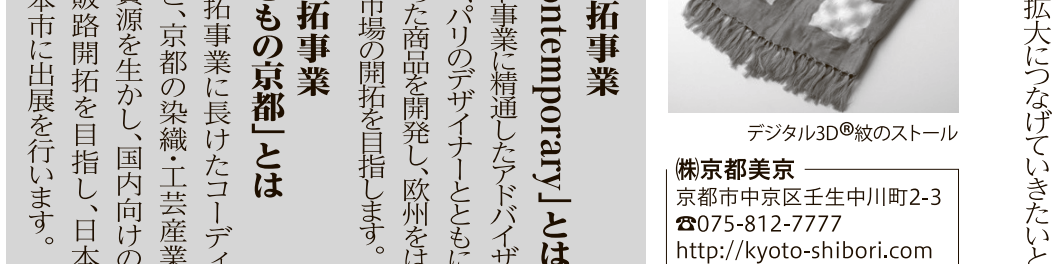 拡大につなげていきたいと
デジタル3D®紋のストール
㈱京都美京
京都市中京区壬生中川町2-3
☎075-812-7777
http://kyoto-shibori.com
拓事業
ontemporary」とは
事業に精通したアドバイザ
パリのデザイナーとともに
った商品を開発し、欧州をは
市場の開拓を目指します。
拓事業
もの京都」とは
拓事業に長けたコーディ
と、京都の染織・工芸産業
資源を生かし、国内向けの
販路開拓を目指し、日本
本市に出展を行います。